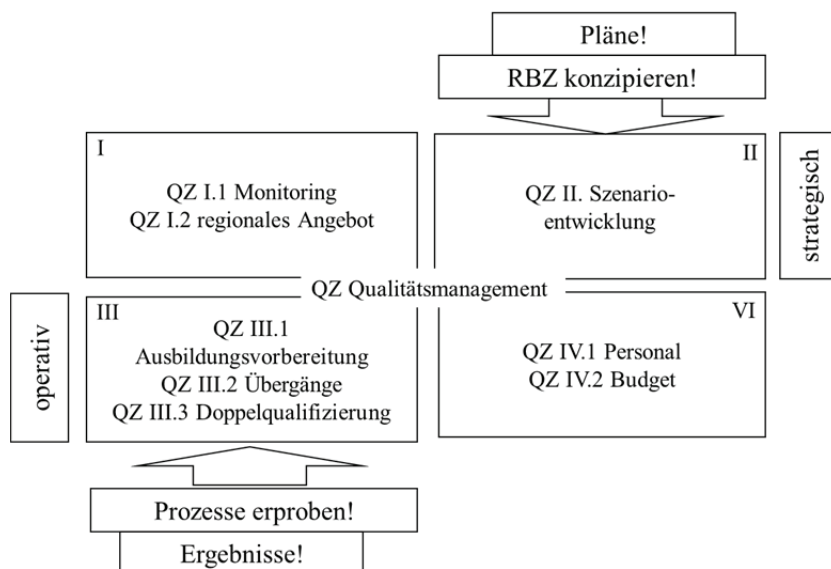 Pläne!
RBZ konzipieren!
I
QZ I.1 Monitoring
QZ I.2 regionales Angebot
II
QZ II. Szenario-
entwicklung
strategisch
QZ Qualitätsmanagement
operativ
III
QZ III.1
Ausbildungsvorbereitung
QZ III.2 Übergänge
QZ III.3 Doppelqualifizierung
VI
QZ IV.1 Personal
QZ IV.2 Budget
Prozesse erproben!
Ergebnisse!